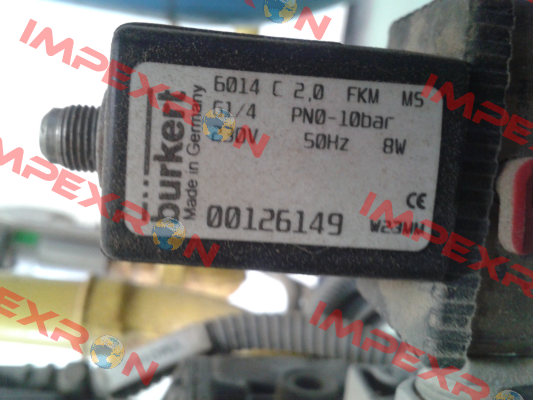 6014 C 2,0 FKM MS
G1/4 PN0-10bar
230V 50Hz 8W
burkert
Made in Germany
00126149
CE
W23MM
IMPEXRON
IMPEXRON
IMPEXRON
IMPEXRON
IMPEXRON